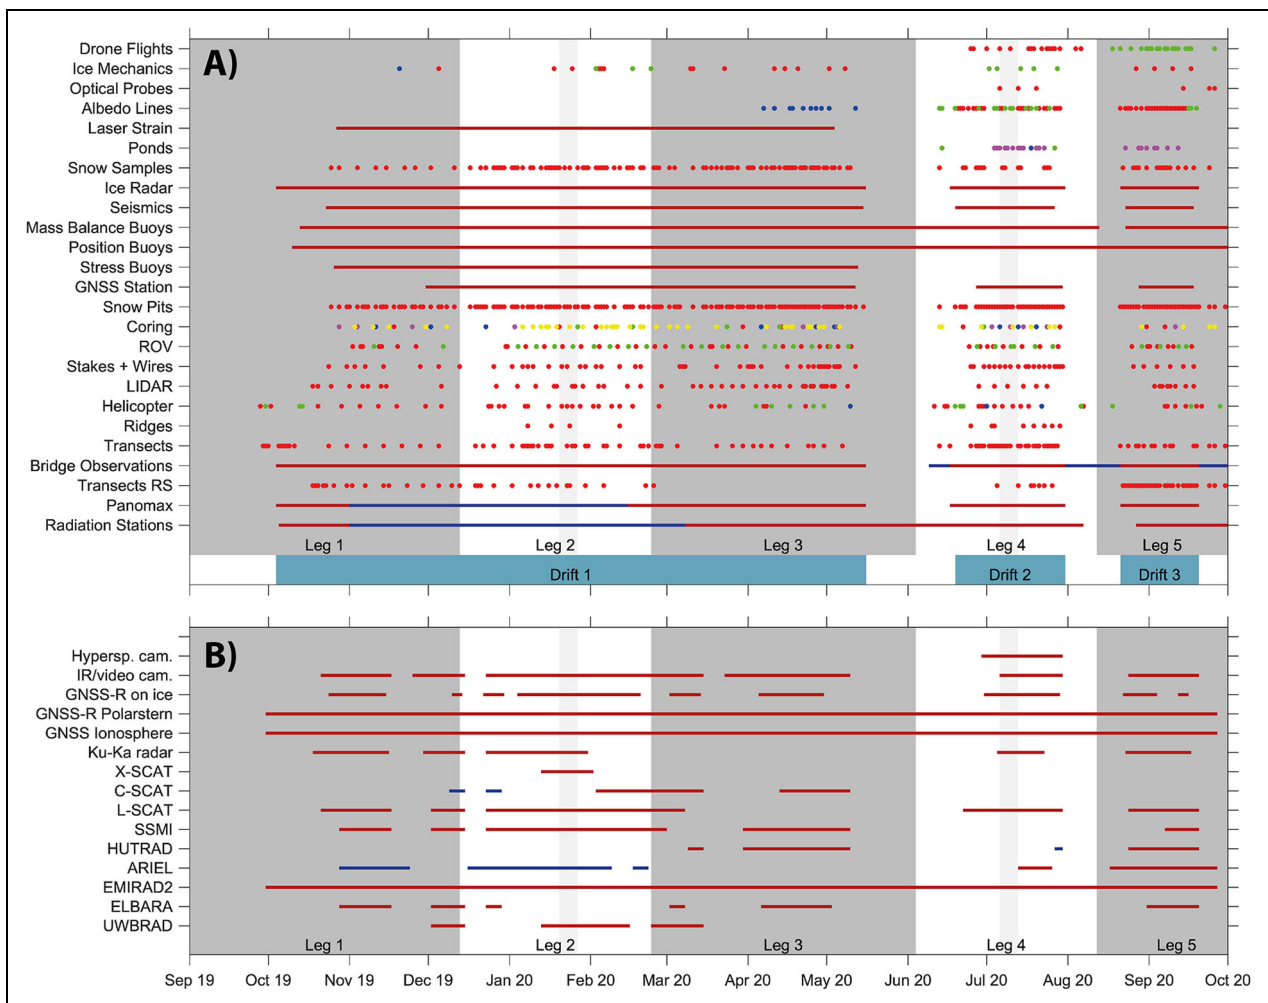 A)
Drone Flights
Ice Mechanics
Optical Probes
Albedo Lines
Laser Strain
Ponds
Snow Samples
Ice Radar
Seismics
Mass Balance Buoys
Position Buoys
Stress Buoys
GNSS Station
Snow Pits
Coring
ROV
Stakes + Wires
LIDAR
Helicopter
Ridges
Transects
Bridge Observations
Transects RS
Panomax
Radiation Stations
Leg 1 Leg 2 Leg 3 Leg 4 Leg 5
Drift 1 Drift 2 Drift 3
B)
Hypersp. cam.
IR/video cam.
GNSS-R on ice
GNSS-R Polarstern
GNSS Ionosphere
Ku-Ka radar
X-SCAT
C-SCAT
L-SCAT
SSMI
HUTRAD
ARIEL
EMIRAD2
ELBARA
UWBRAD
Leg 1 Leg 2 Leg 3 Leg 4 Leg 5
Sep 19 Oct 19 Nov 19 Dec 19 Jan 20 Feb 20 Mar 20 Apr 20 May 20 Jun 20 Jul 20 Aug 20 Sep 20 Oct 20